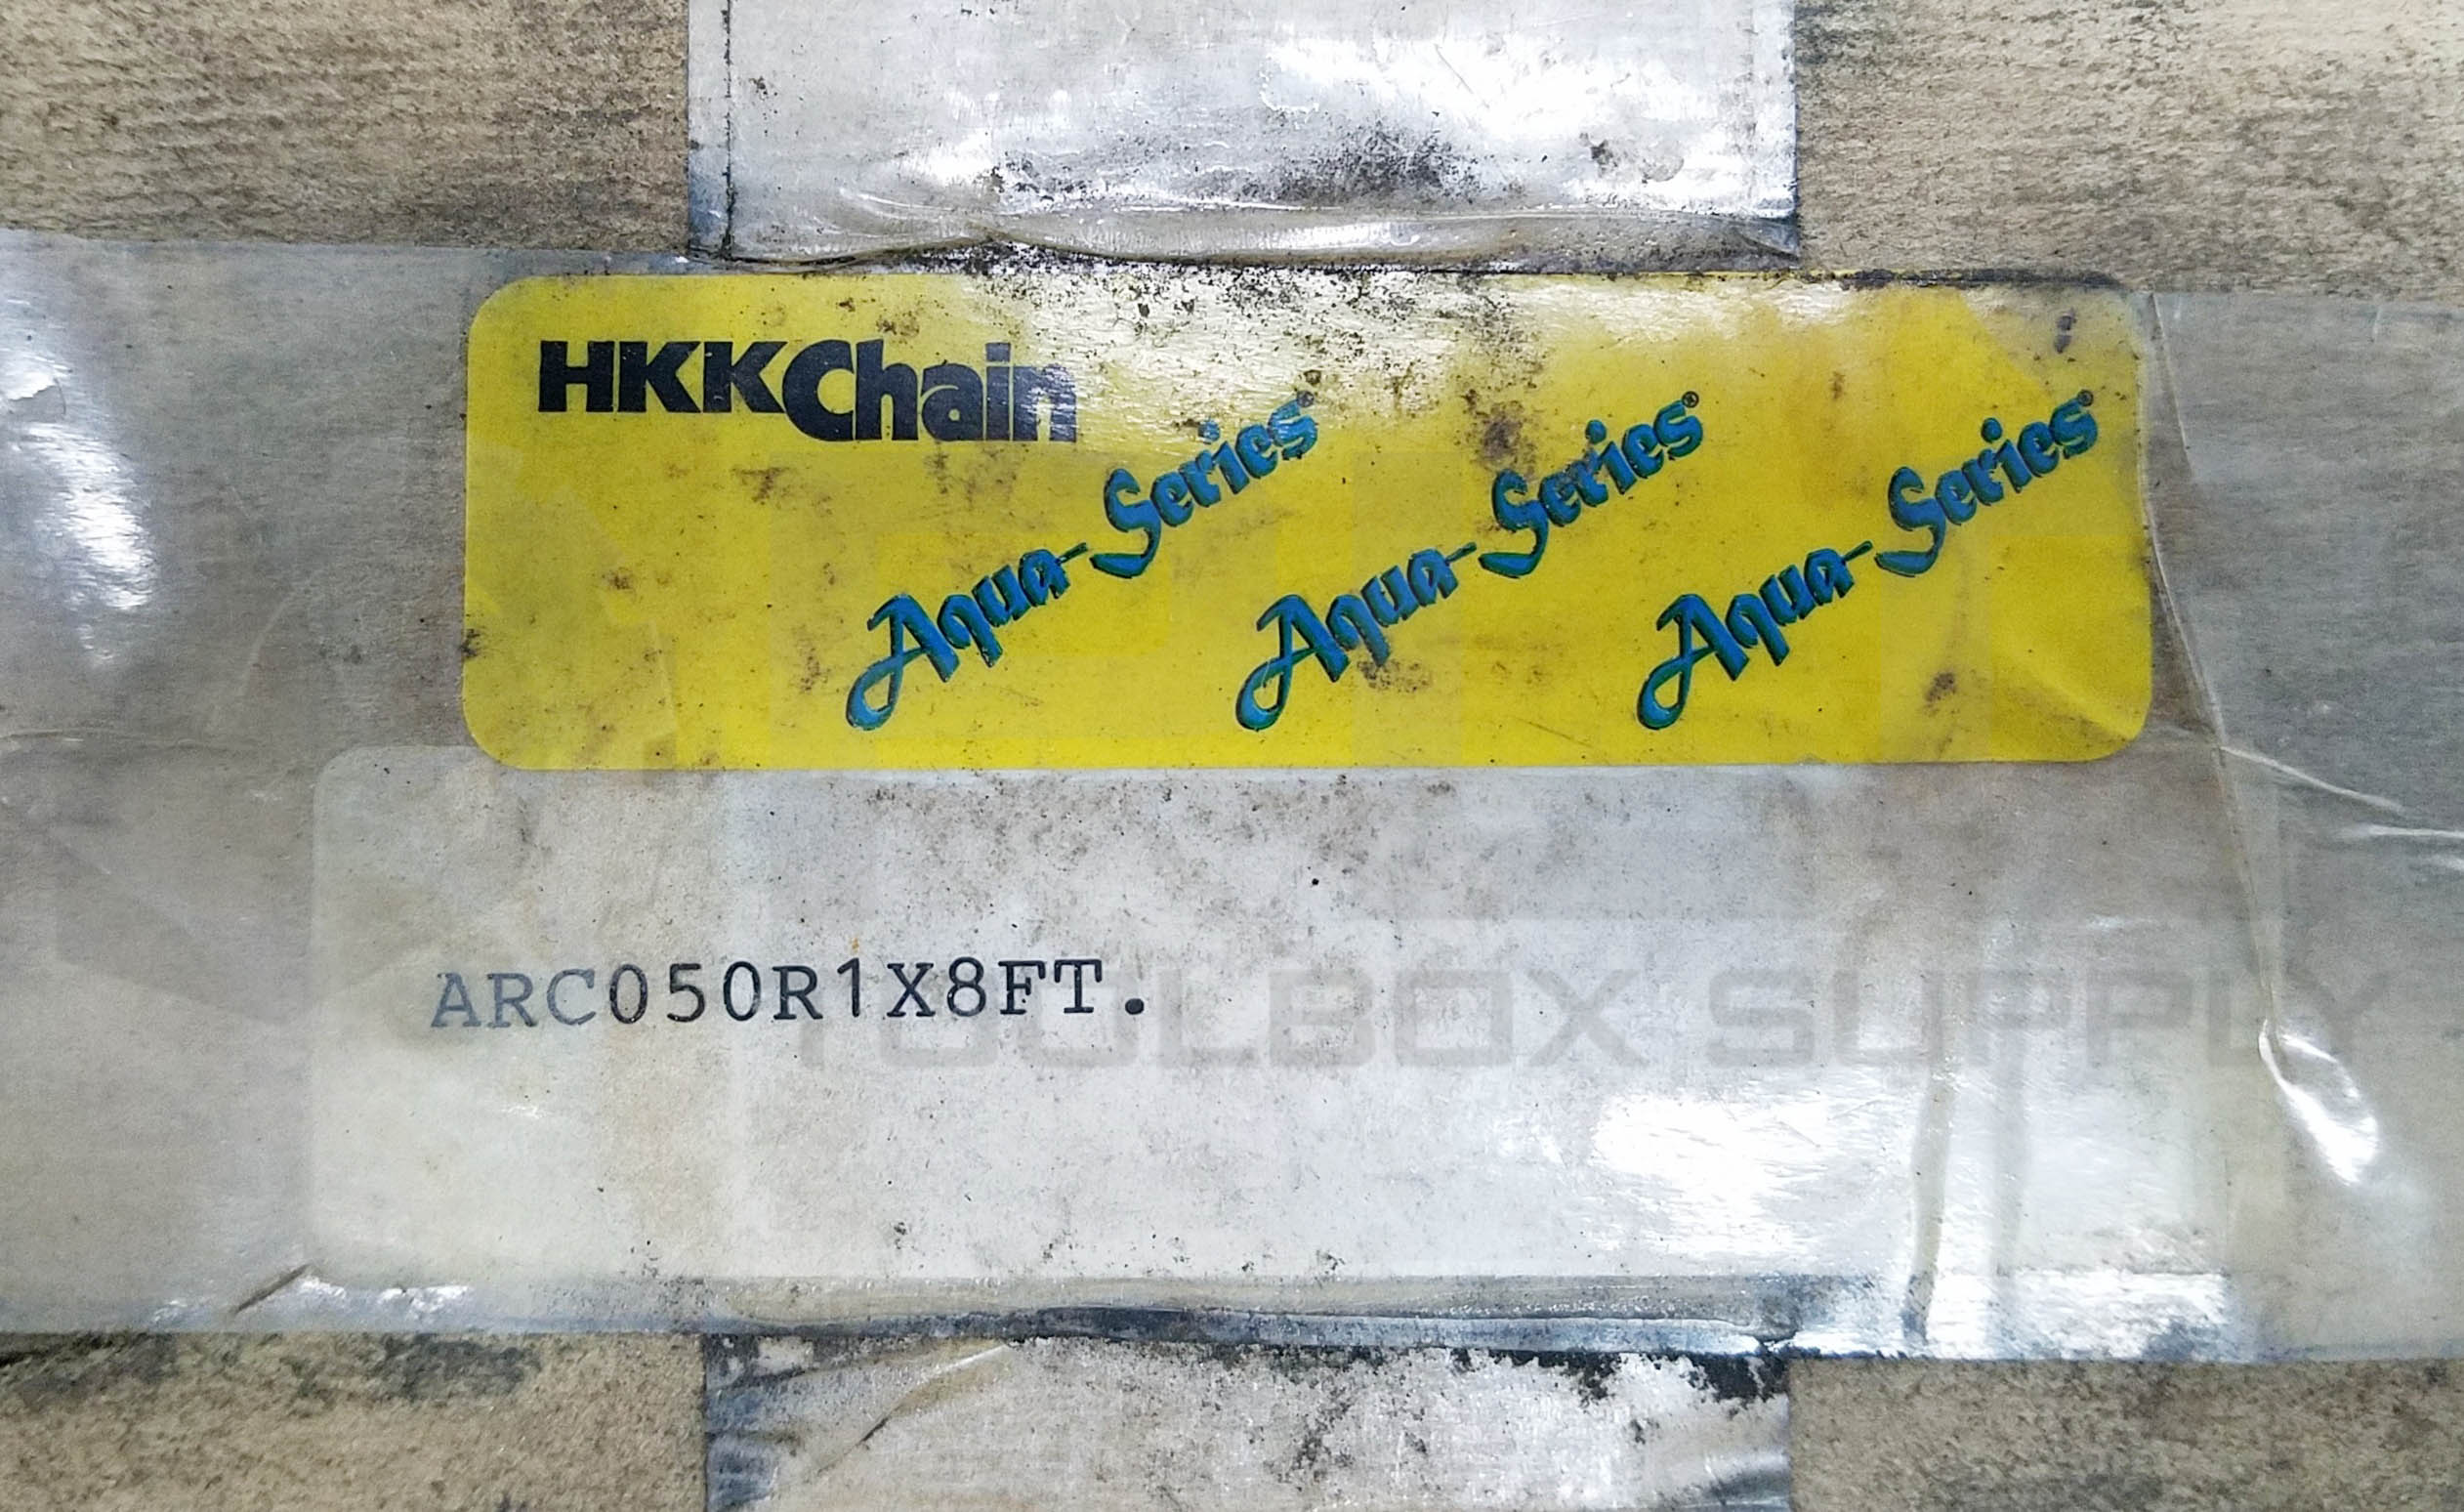 HKKChain
Aqua-Series®
Aqua-Series®
Aqua-Series®
ARC050R1X8FT.
TOOLBOX SUPPLY